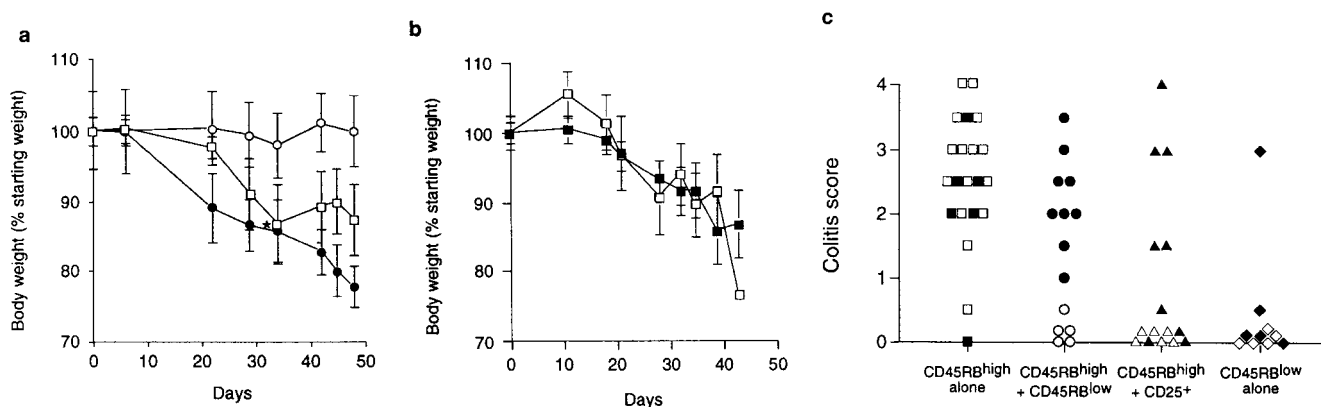 a
110
100
90
80
70
Body weight (% starting weight)
*
0 10 20 30 40 50
Days
b
110
100
90
80
70
Body weight (% starting weight)
0 10 20 30 40 50
Days
c
4
3
2
1
0
Colitis score
CD45RBhigh alone
CD45RBhigh + CD45RBlow
CD45RBhigh + CD25+
CD45RBlow alone